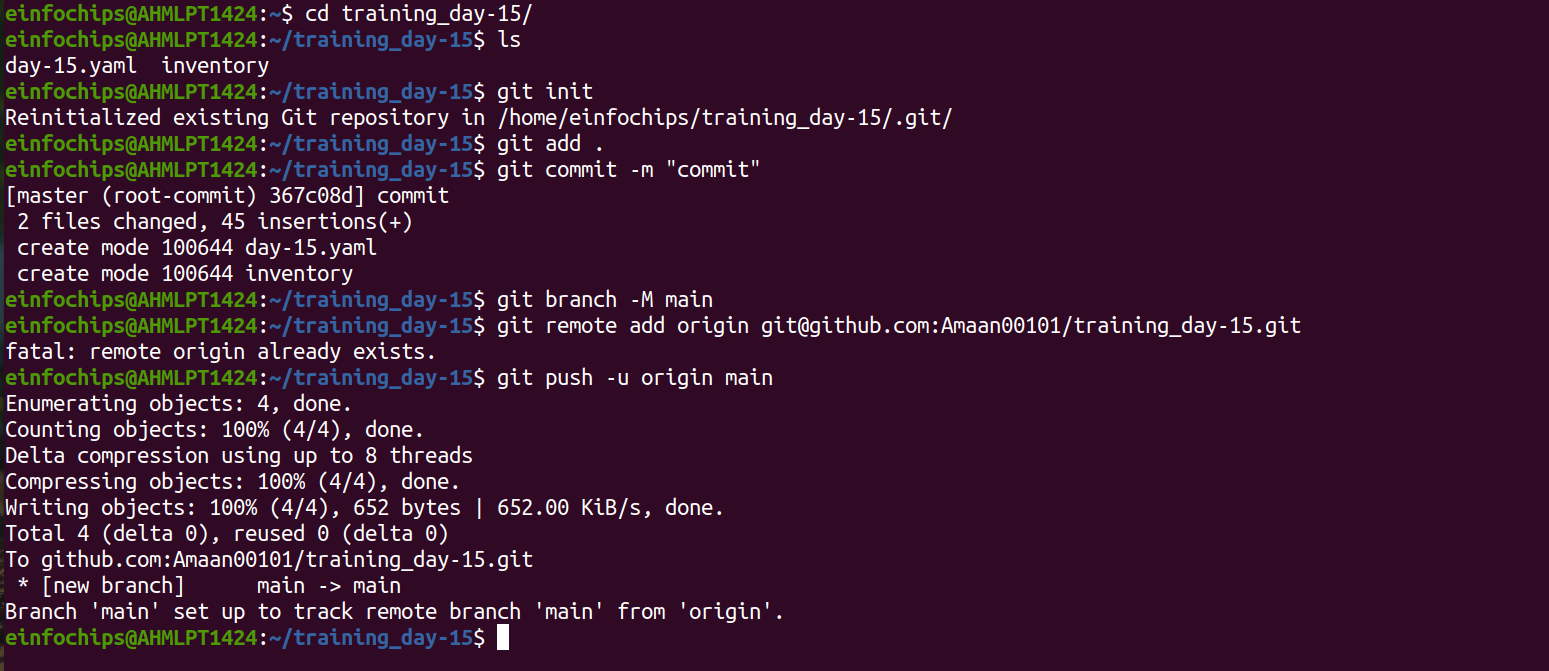 einfochips@AHMLPT1424:~$ cd training_day-15/
einfochips@AHMLPT1424:~/training_day-15$ ls
day-15.yaml  inventory
einfochips@AHMLPT1424:~/training_day-15$ git init
Reinitialized existing Git repository in /home/einfochips/training_day-15/.git/
einfochips@AHMLPT1424:~/training_day-15$ git add .
einfochips@AHMLPT1424:~/training_day-15$ git commit -m "commit"
[master (root-commit) 367c08d] commit
 2 files changed, 45 insertions(+)
 create mode 100644 day-15.yaml
 create mode 100644 inventory
einfochips@AHMLPT1424:~/training_day-15$ git branch -M main
einfochips@AHMLPT1424:~/training_day-15$ git remote add origin git@github.com:Amaan00101/training_day-15.git
fatal: remote origin already exists.
einfochips@AHMLPT1424:~/training_day-15$ git push -u origin main
Enumerating objects: 4, done.
Counting objects: 100% (4/4), done.
Delta compression using up to 8 threads
Compressing objects: 100% (4/4), done.
Writing objects: 100% (4/4), 652 bytes | 652.00 KiB/s, done.
Total 4 (delta 0), reused 0 (delta 0)
To github.com:Amaan00101/training_day-15.git
 * [new branch]      main -> main
Branch 'main' set up to track remote branch 'main' from 'origin'.
einfochips@AHMLPT1424:~/training_day-15$